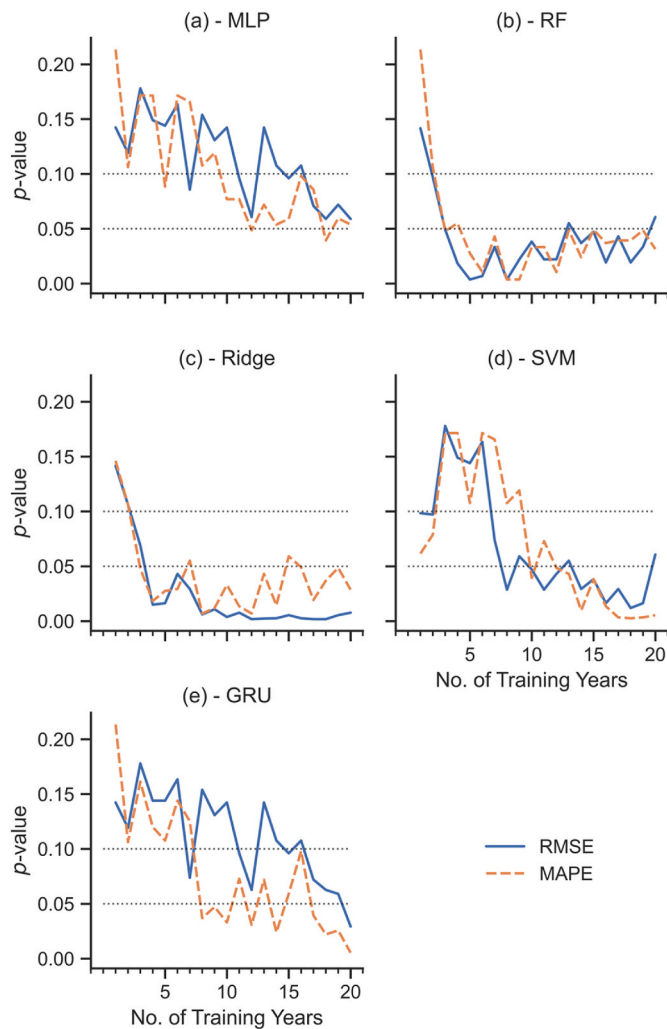 (a) - MLP
(b) - RF
0.20
0.15
0.10
0.05
0.00
p-value
(c) - Ridge
(d) - SVM
0.20
0.15
0.10
0.05
0.00
p-value
5 10 15 20
No. of Training Years
(e) - GRU
0.20
0.15
0.10
0.05
0.00
p-value
5 10 15 20
No. of Training Years
RMSE
MAPE